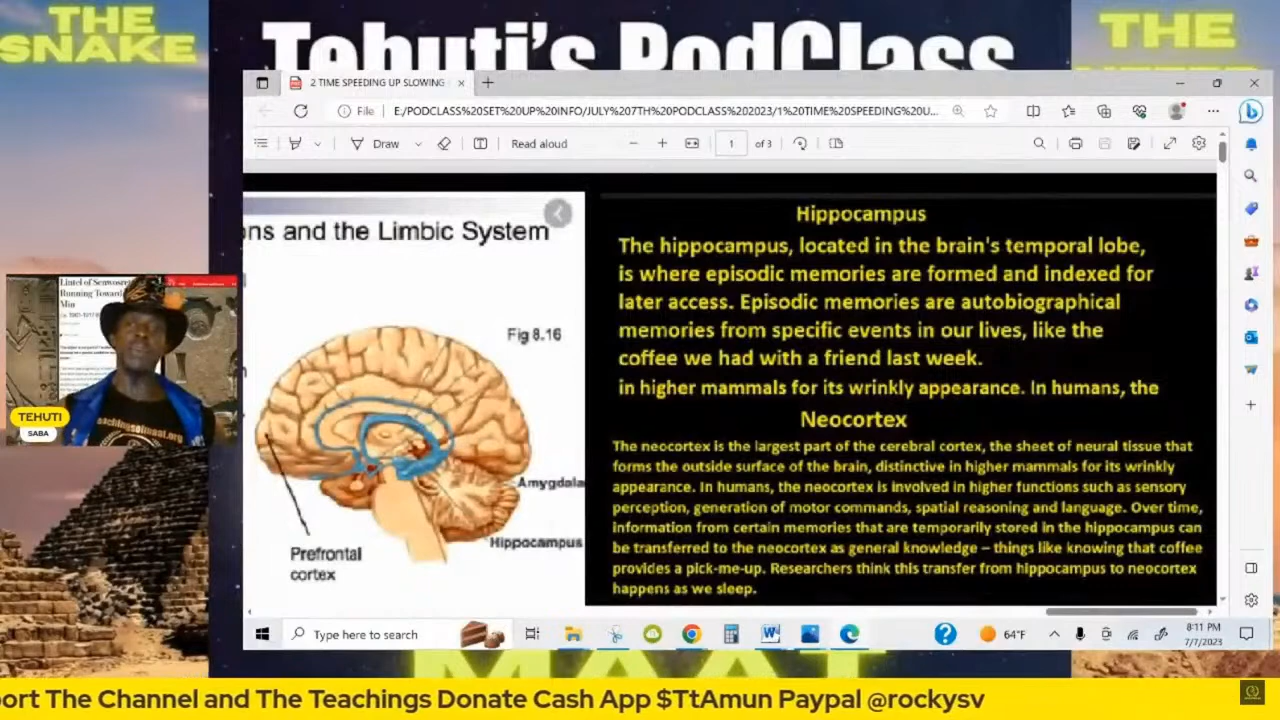 THE
SNAKE
Tehuti's PodClass
THE
2 TIME SPEEDING UP SLOWING
File
E:/PODCLASS%20SET%20UP%20INFO/JULY%207TH%20PODCLASS%202023/1%20TIME%20SPEEDING%20U...
Draw
Read aloud
1 of 3
ns and the Limbic System
Fig 8.16
Amygdala
Hippocampus
Prefrontal
cortex
Hippocampus
The hippocampus, located in the brain's temporal lobe,
is where episodic memories are formed and indexed for
later access. Episodic memories are autobiographical
memories from specific events in our lives, like the
coffee we had with a friend last week.
in higher mammals for its wrinkly appearance. In humans, the
Neocortex
The neocortex is the largest part of the cerebral cortex, the sheet of neural tissue that
forms the outside surface of the brain, distinctive in higher mammals for its wrinkly
appearance. In humans, the neocortex is involved in higher functions such as sensory
perception, generation of motor commands, spatial reasoning and language. Over time,
information from certain memories that are temporarily stored in the hippocampus can
be transferred to the neocortex as general knowledge – things like knowing that coffee
provides a pick-me-up. Researchers think this transfer from hippocampus to neocortex
happens as we sleep.
Lintel of Senwosret
Running Toward
Min
TEHUTI
SABA
Type here to search
64°F
8:11 PM
7/7/2023
MAAT
ort The Channel and The Teachings Donate Cash App $TtAmun Paypal @rockysv